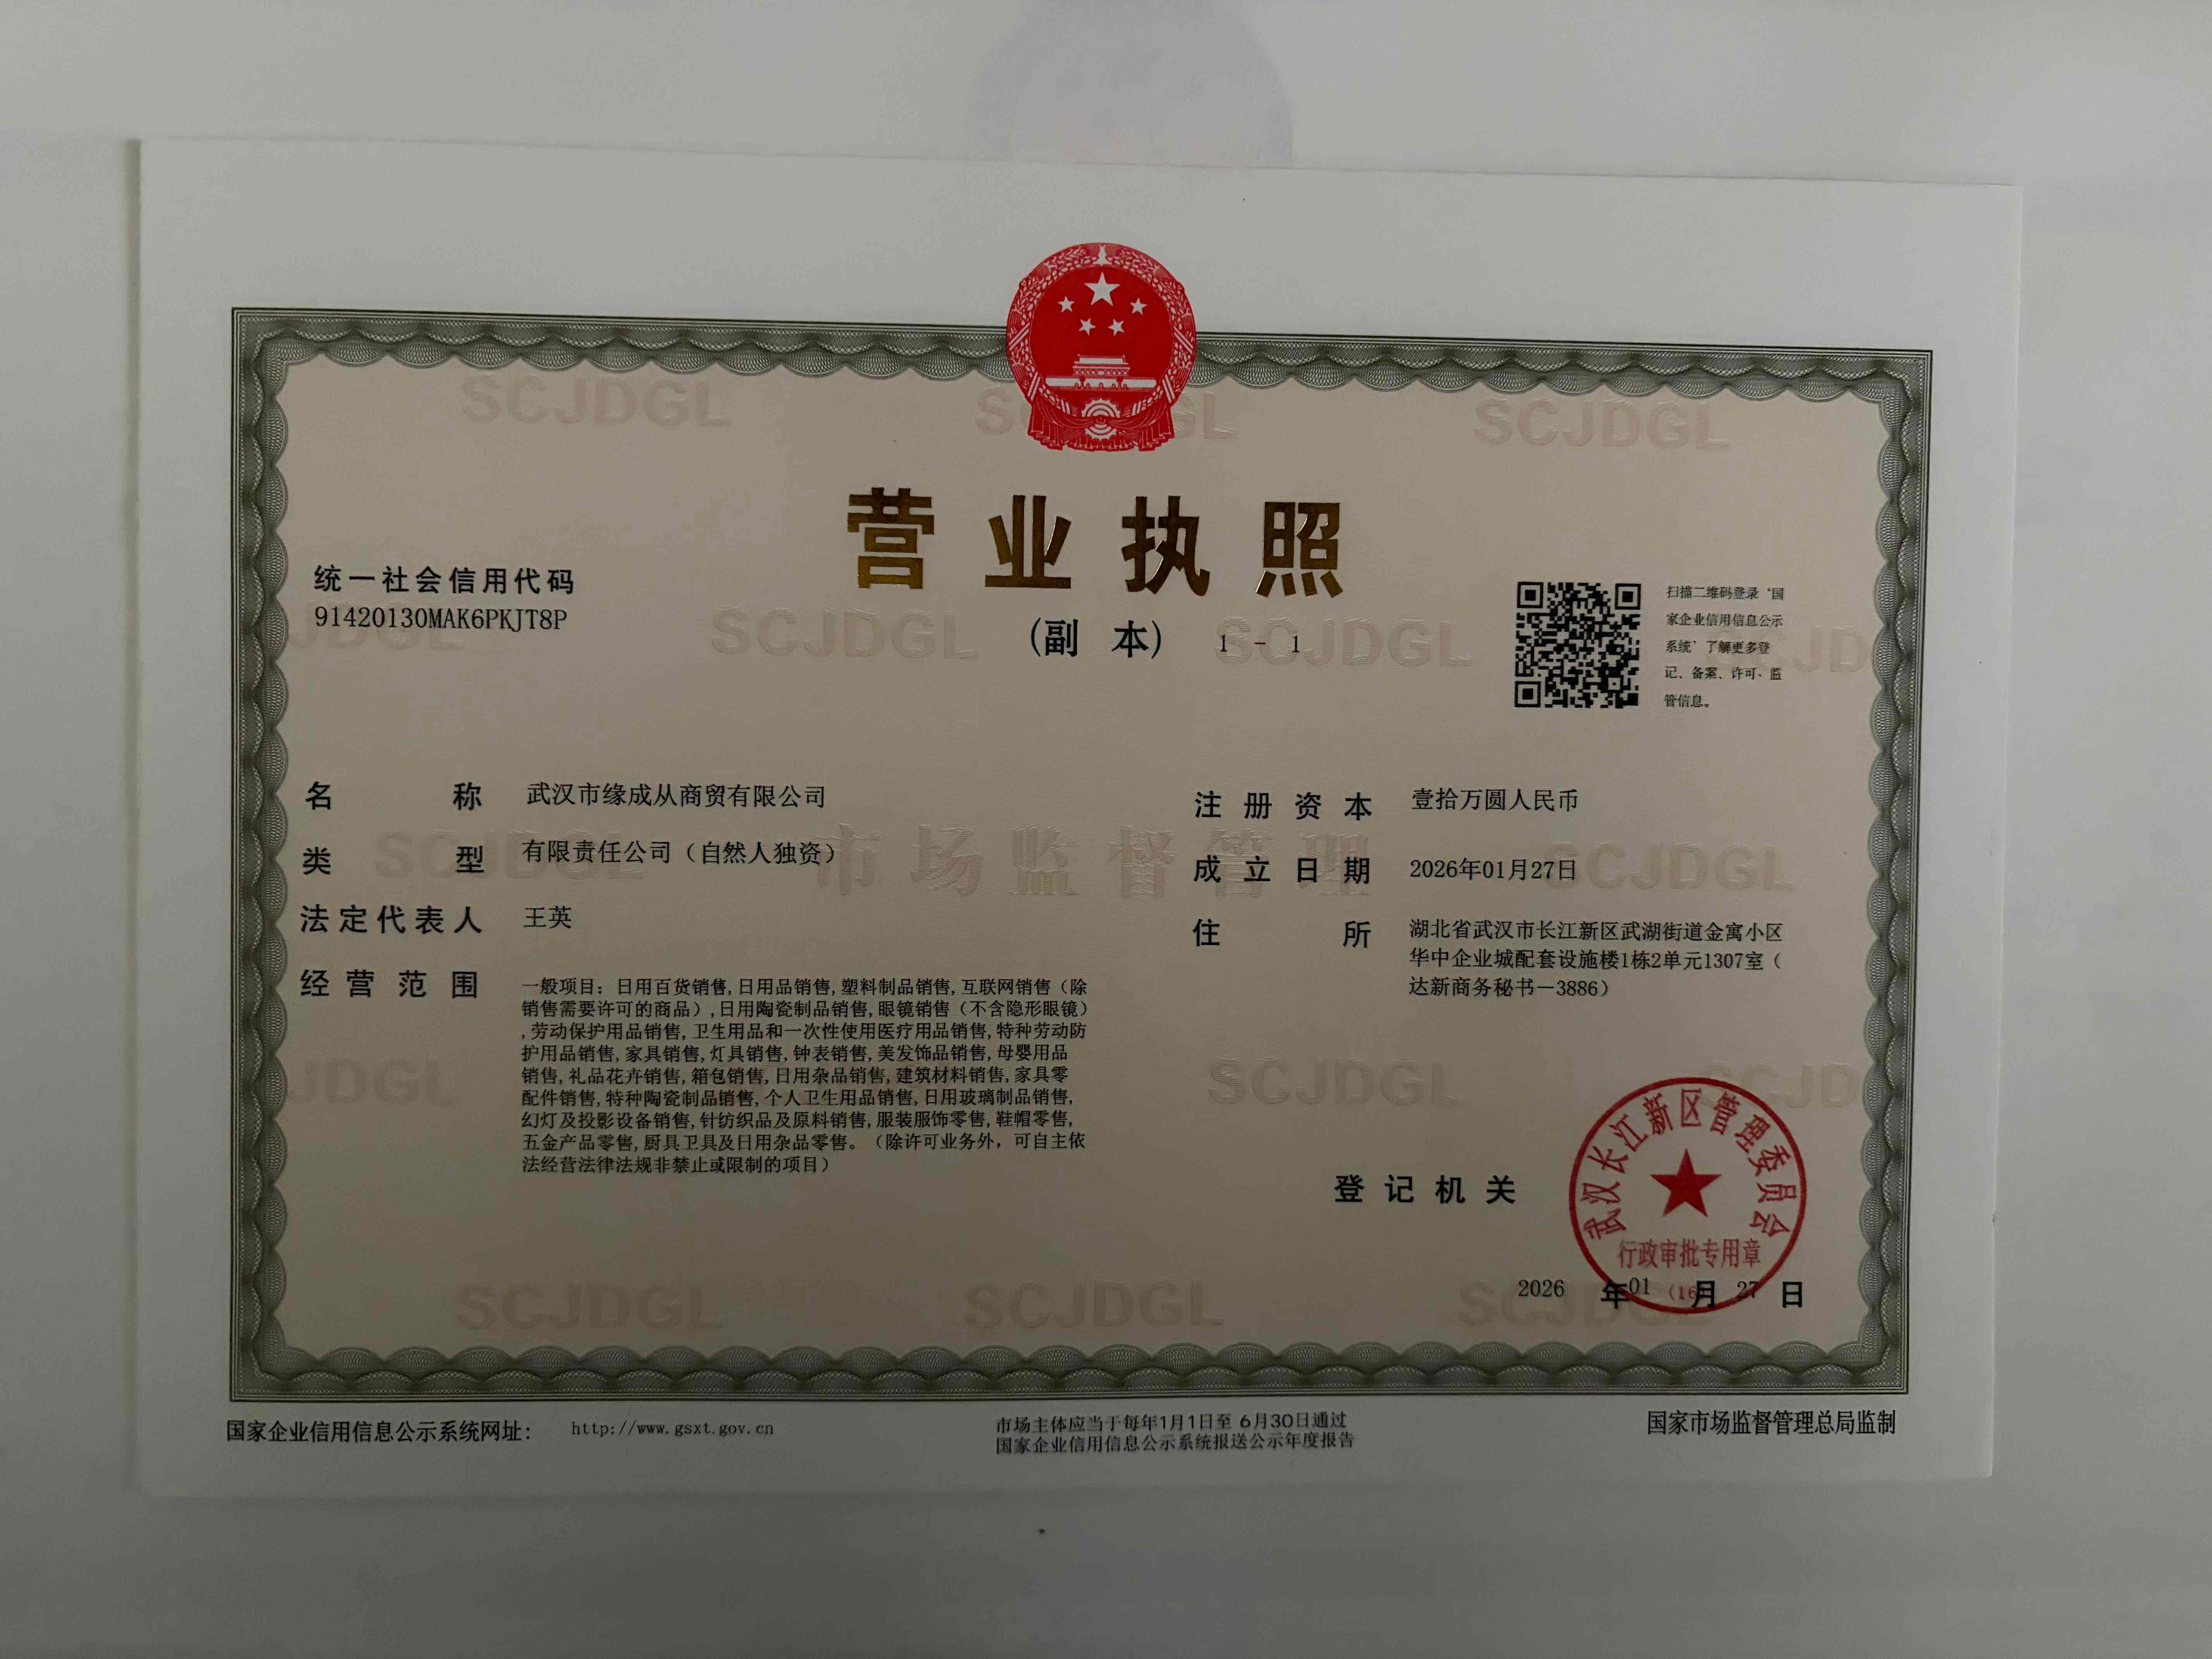 营业执照
(副 本) 1 - 1
统一社会信用代码
91420130MAK6PKJT8P
扫描二维码登录‘国
家企业信用信息公示
系统’了解更多登
记、备案、许可、监
管信息。
名 称 武汉市缘成从商贸有限公司
类 型 有限责任公司（自然人独资）
法定代表人 王英
经营范围 一般项目：日用百货销售,日用品销售,塑料制品销售,互联网销售（除
销售需要许可的商品）,日用陶瓷制品销售,眼镜销售（不含隐形眼镜）
,劳动保护用品销售,卫生用品和一次性使用医疗用品销售,特种劳动防
护用品销售,家具销售,灯具销售,钟表销售,美发饰品销售,母婴用品
销售,礼品花卉销售,箱包销售,日用杂品销售,建筑材料销售,家具零
配件销售,特种陶瓷制品销售,个人卫生用品销售,日用玻璃制品销售,
幻灯及投影设备销售,针纺织品及原料销售,服装服饰零售,鞋帽零售,
五金产品零售,厨具卫具及日用杂品零售。（除许可业务外，可自主依
法经营法律法规非禁止或限制的项目）
注册资本 壹拾万圆人民币
成立日期 2026年01月27日
住 所 湖北省武汉市长江新区武湖街道金寓小区
华中企业城配套设施楼1栋2单元1307室（
达新商务秘书－3886）
登记机关
武汉长江新区管理委员会
行政审批专用章
2026 年 01 月 27 日
国家企业信用信息公示系统网址： http://www.gsxt.gov.cn
市场主体应当于每年1月1日至 6月30日通过
国家企业信用信息公示系统报送公示年度报告
国家市场监督管理总局监制
SCJDGL
市场监督管理